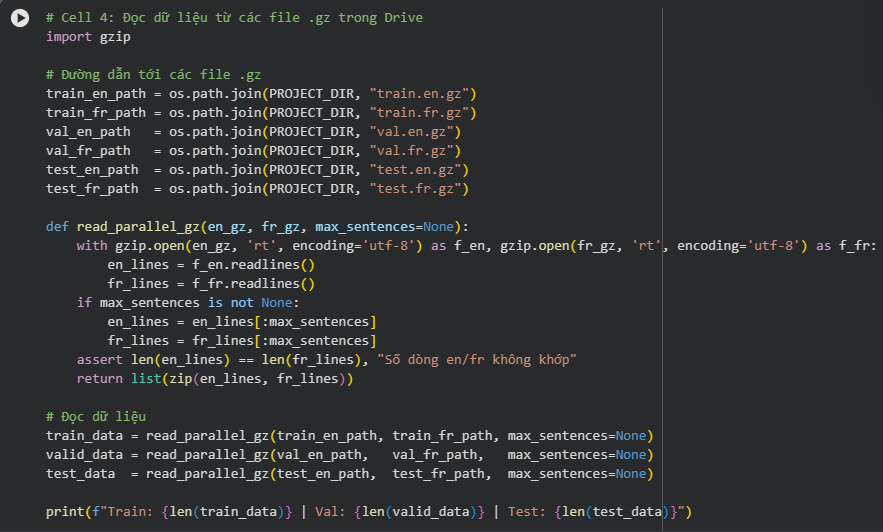 # Cell 4: Đọc dữ liệu từ các file .gz trong Drive
import gzip

# Đường dẫn tới các file .gz
train_en_path = os.path.join(PROJECT_DIR, "train.en.gz")
train_fr_path = os.path.join(PROJECT_DIR, "train.fr.gz")
val_en_path   = os.path.join(PROJECT_DIR, "val.en.gz")
val_fr_path   = os.path.join(PROJECT_DIR, "val.fr.gz")
test_en_path  = os.path.join(PROJECT_DIR, "test.en.gz")
test_fr_path  = os.path.join(PROJECT_DIR, "test.fr.gz")

def read_parallel_gz(en_gz, fr_gz, max_sentences=None):
    with gzip.open(en_gz, 'rt', encoding='utf-8') as f_en, gzip.open(fr_gz, 'rt', encoding='utf-8') as f_fr:
        en_lines = f_en.readlines()
        fr_lines = f_fr.readlines()
    if max_sentences is not None:
        en_lines = en_lines[:max_sentences]
        fr_lines = fr_lines[:max_sentences]
    assert len(en_lines) == len(fr_lines), "Số dòng en/fr không khớp"
    return list(zip(en_lines, fr_lines))

# Đọc dữ liệu
train_data = read_parallel_gz(train_en_path, train_fr_path, max_sentences=None)
valid_data = read_parallel_gz(val_en_path,   val_fr_path,   max_sentences=None)
test_data  = read_parallel_gz(test_en_path,  test_fr_path,  max_sentences=None)

print(f"Train: {len(train_data)} | Val: {len(valid_data)} | Test: {len(test_data)}")